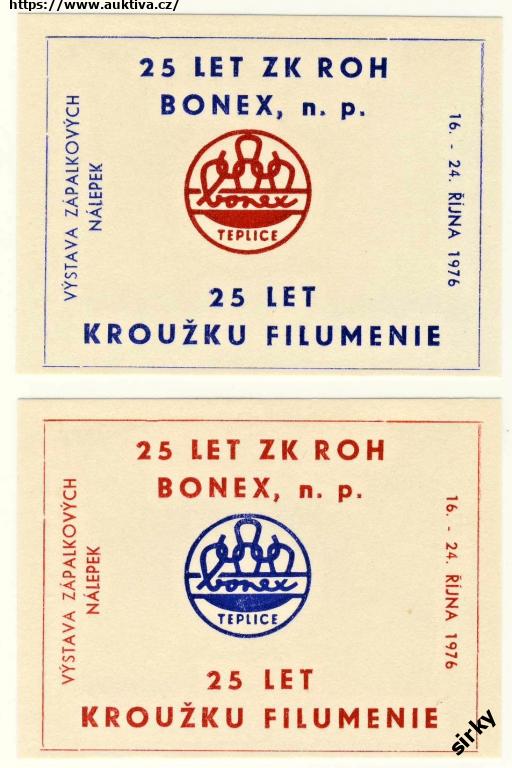 https://www.auktiva.cz/
25 LET ZK ROH
BONEX, n. p.
VÝSTAVA ZÁPALKOVÝCH
NÁLEPEK
bonex
TEPLICE
16. - 24. ŘÍJNA 1976
25 LET
KROUŽKU FILUMENIE
25 LET ZK ROH
BONEX, n. p.
VÝSTAVA ZÁPALKOVÝCH
NÁLEPEK
bonex
TEPLICE
16. - 24. ŘÍJNA 1976
25 LET
KROUŽKU FILUMENIE
sirky